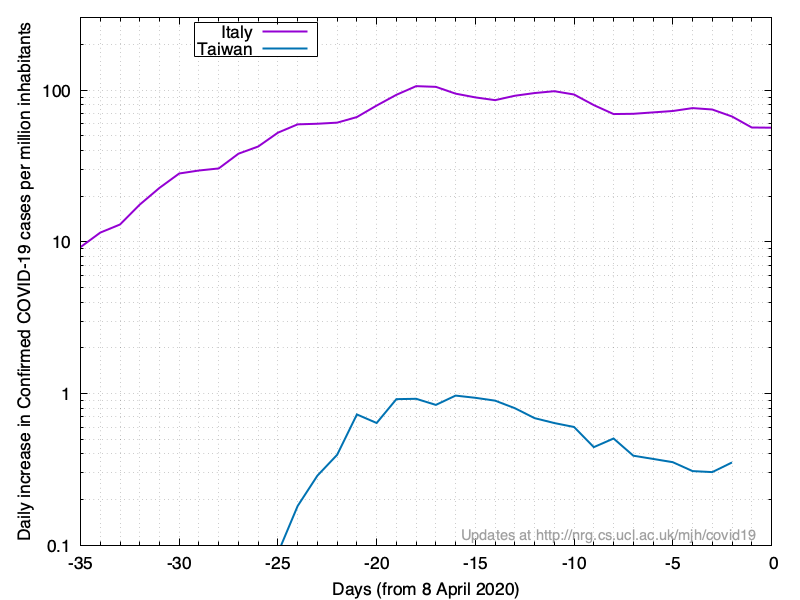 Daily increase in Confirmed COVID-19 cases per million inhabitants
Italy
Taiwan
100
10
1
0.1
Updates at http://nrg.cs.ucl.ac.uk/mjh/covid19
-35 -30 -25 -20 -15 -10 -5 0
Days (from 8 April 2020)